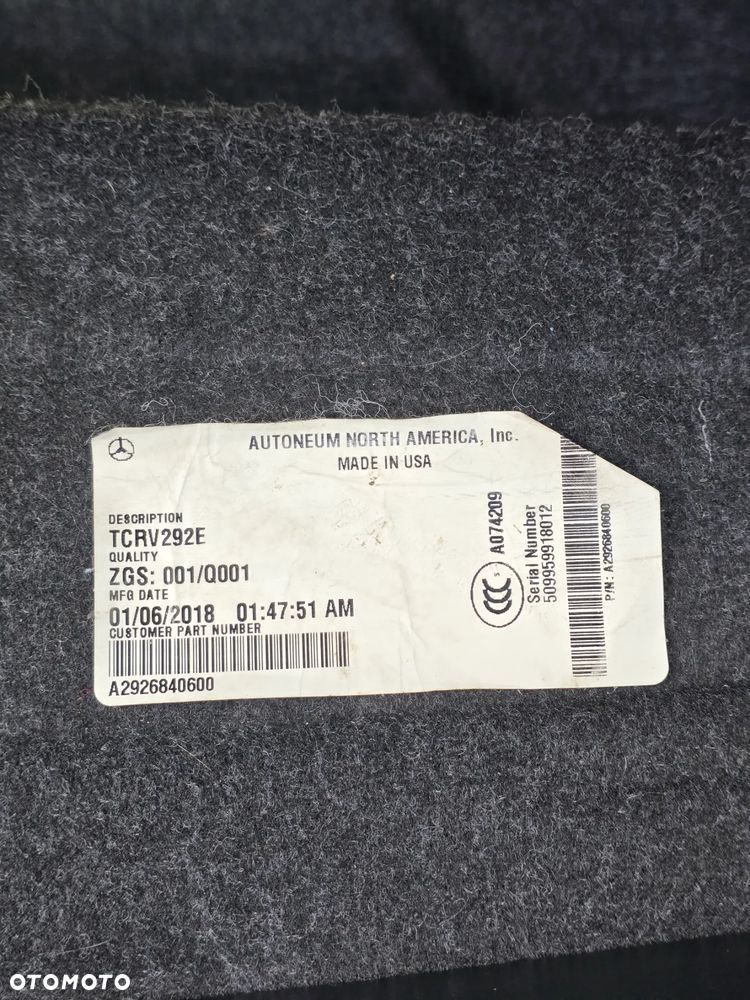 AUTONEUM NORTH AMERICA, Inc.
MADE IN USA
DESCRIPTION
TCRV292E
QUALITY
ZGS: 001/Q001
MFG DATE
01/06/2018 01:47:51 AM
CUSTOMER PART NUMBER
A2926840600
CCC S
A074209
Serial Number
509959918012
P/N: A2926840600
OTOMOTO